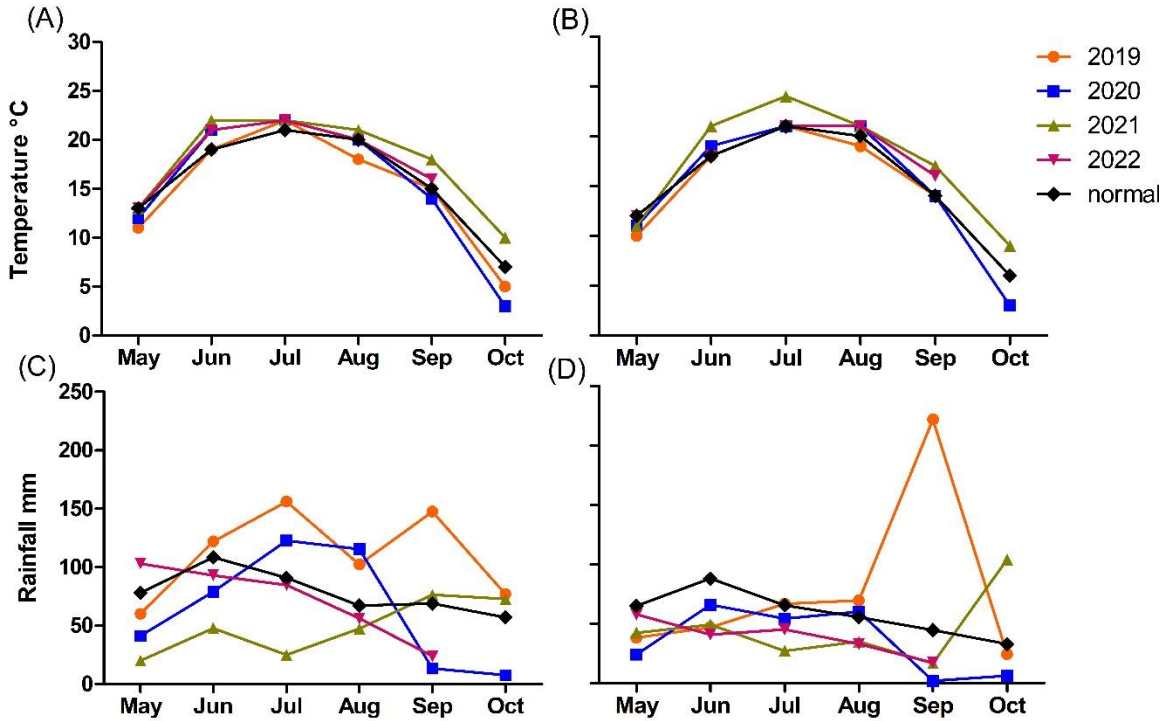 (A)
(B)
Temperature °C
30
25
20
15
10
5
0
May Jun Jul Aug Sep Oct
May Jun Jul Aug Sep Oct
2019
2020
2021
2022
normal
(C)
(D)
Rainfall mm
250
200
150
100
50
0
May Jun Jul Aug Sep Oct
May Jun Jul Aug Sep Oct